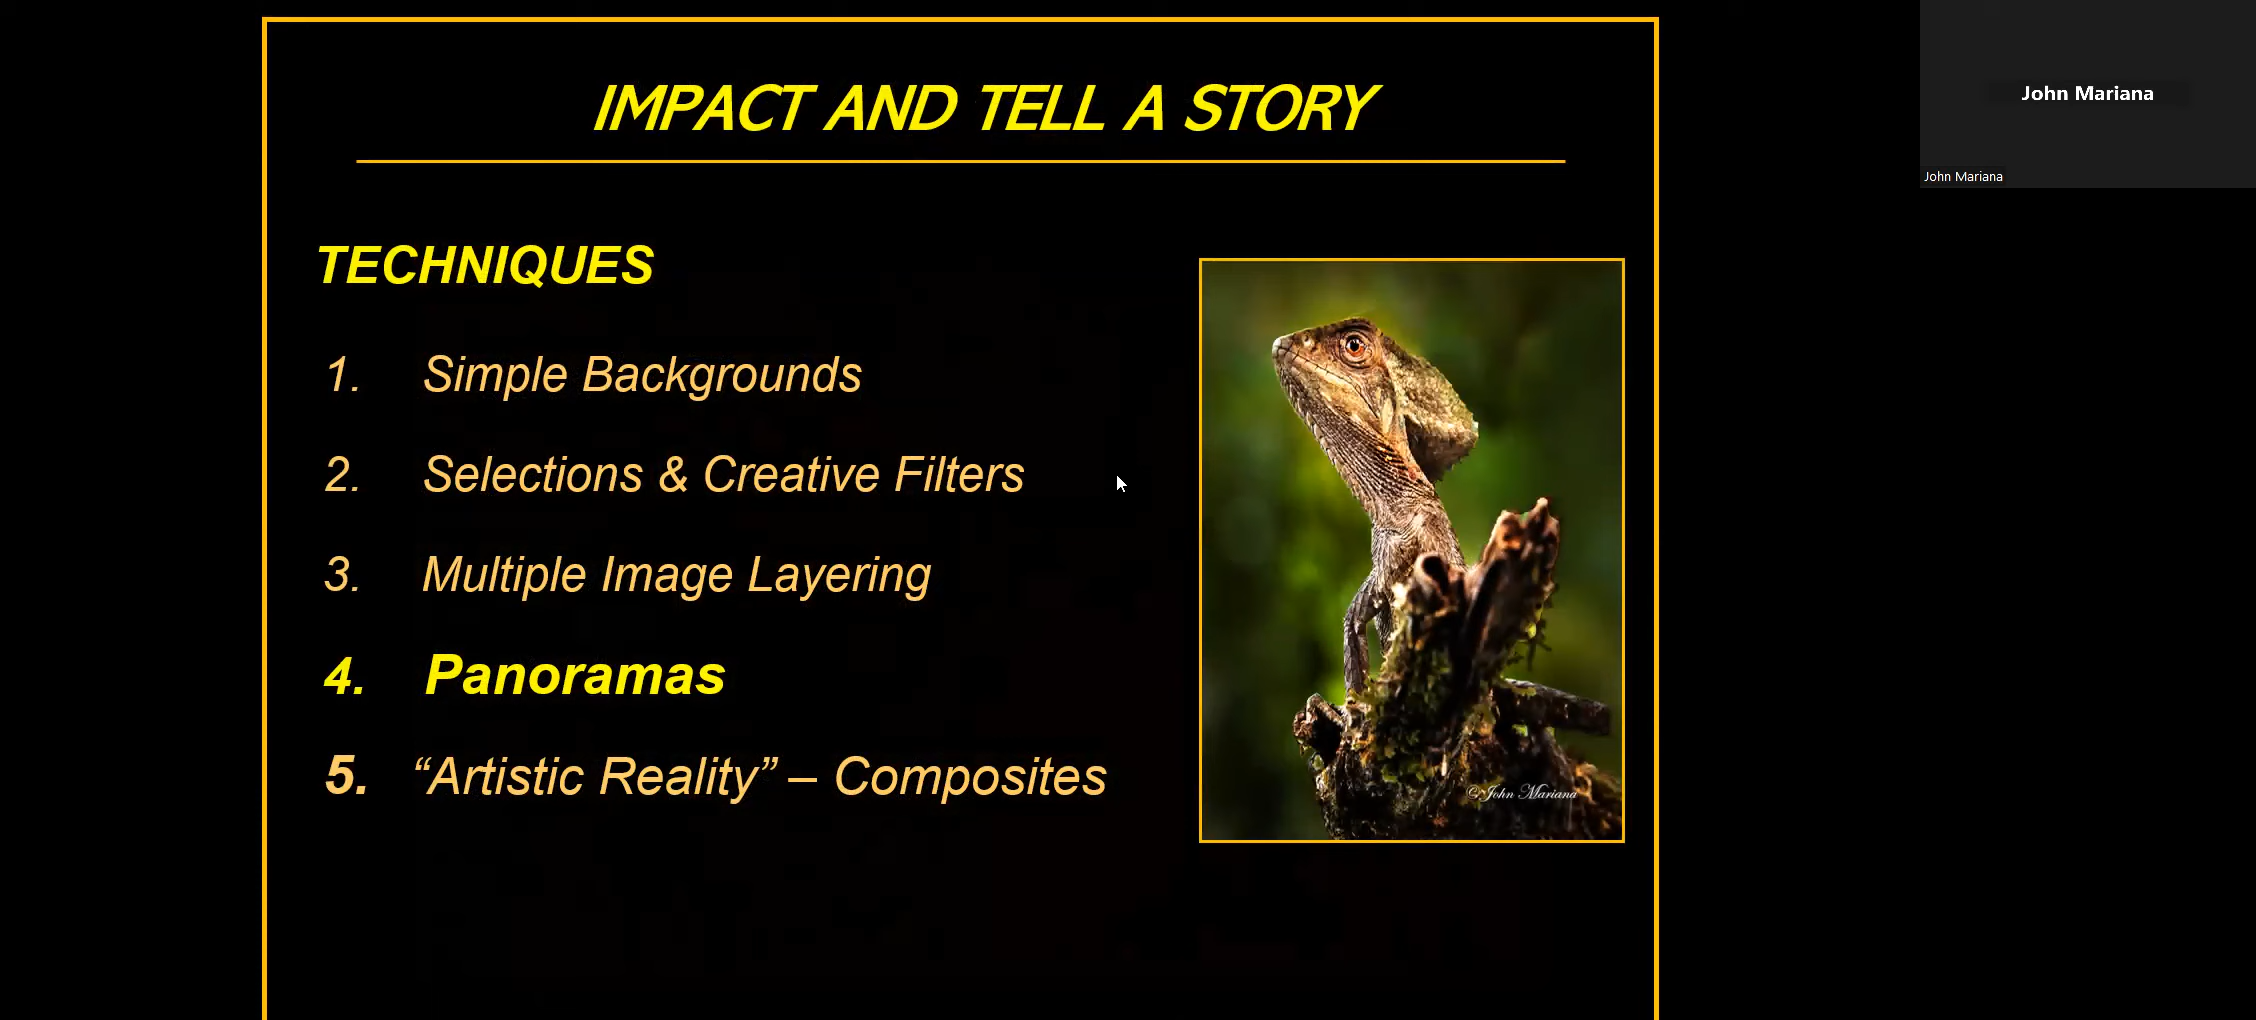 IMPACT AND TELL A STORY
TECHNIQUES
1. Simple Backgrounds
2. Selections & Creative Filters
3. Multiple Image Layering
4. Panoramas
5. “Artistic Reality” – Composites
©John Mariana
John Mariana
John Mariana